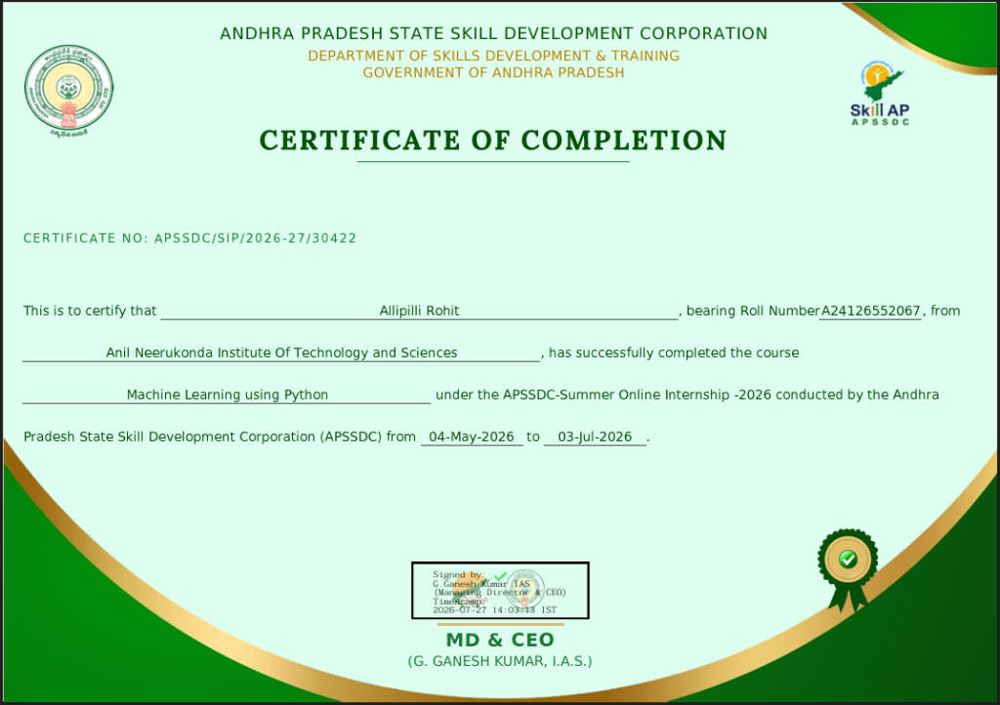 ANDHRA PRADESH STATE SKILL DEVELOPMENT CORPORATION
DEPARTMENT OF SKILLS DEVELOPMENT & TRAINING
GOVERNMENT OF ANDHRA PRADESH
Skill AP
APSSDC
CERTIFICATE OF COMPLETION
CERTIFICATE NO: APSSDC/SIP/2026-27/30422
This is to certify that Allipilli Rohit, bearing Roll Number A24126552067, from
Anil Neerukonda Institute Of Technology and Sciences, has successfully completed the course
Machine Learning using Python under the APSSDC-Summer Online Internship -2026 conducted by the Andhra
Pradesh State Skill Development Corporation (APSSDC) from 04-May-2026 to 03-Jul-2026.
Signed by:
G.Ganesh Kumar IAS
(Managing Director & CEO)
Timestamp:
2026-07-27 14:03:13 IST
MD & CEO
(G. GANESH KUMAR, I.A.S.)